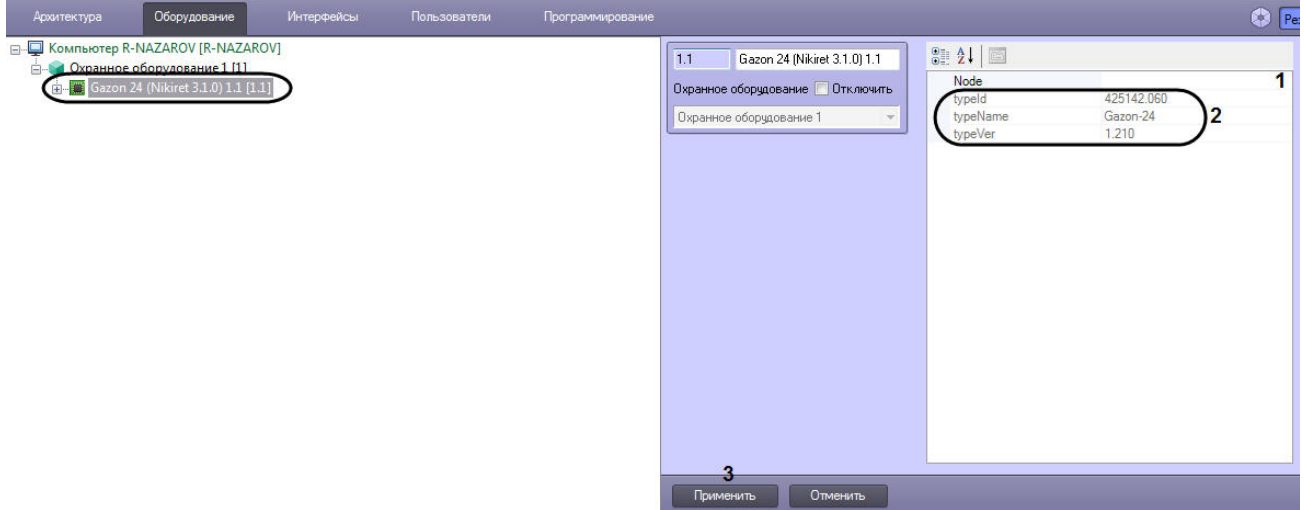 Архитектура Оборудование Интерфейсы Пользователи Программирование
Компьютер R-NAZAROV [R-NAZAROV]
Охранное оборудование 1 [1]
Gazon 24 (Nikiret 3.1.0) 1.1 [1.1]
1.1 Gazon 24 (Nikiret 3.1.0) 1.1
Охранное оборудование Отключить
Охранное оборудование 1
Node 1
typeId 425142.060
typeName Gazon-24 2
typeVer 1.210
3
Применить Отменить